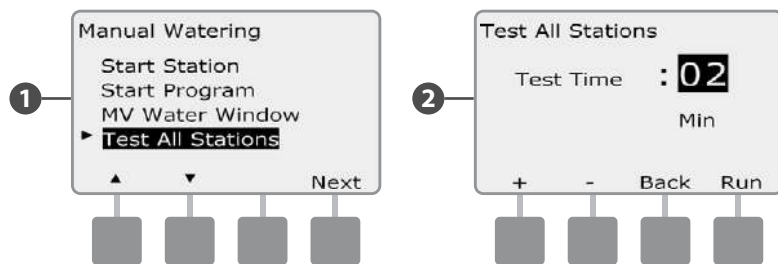 1
Manual Watering
Start Station
Start Program
MV Water Window
► Test All Stations
▲ ▼ Next
2
Test All Stations
Test Time :02
Min
+ - Back Run